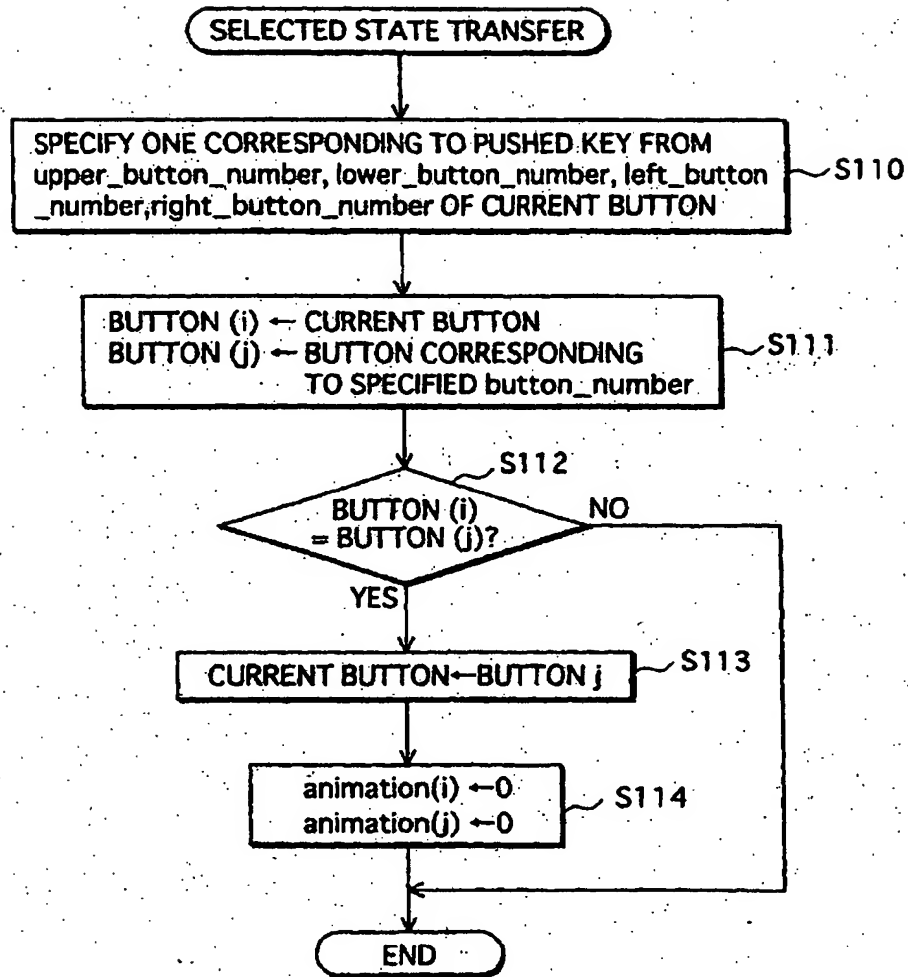 SELECTED STATE TRANSFER
SPECIFY ONE CORRESPONDING TO PUSHED KEY FROM
upper_button_number, lower_button_number, left_button
_number,right_button_number OF CURRENT BUTTON
S110
BUTTON (i) ← CURRENT BUTTON
BUTTON (j) ← BUTTON CORRESPONDING
TO SPECIFIED button_number
S111
S112
BUTTON (i)
= BUTTON (j)?
NO
YES
CURRENT BUTTON←BUTTON j
S113
animation(i) ←0
animation(j) ←0
S114
END